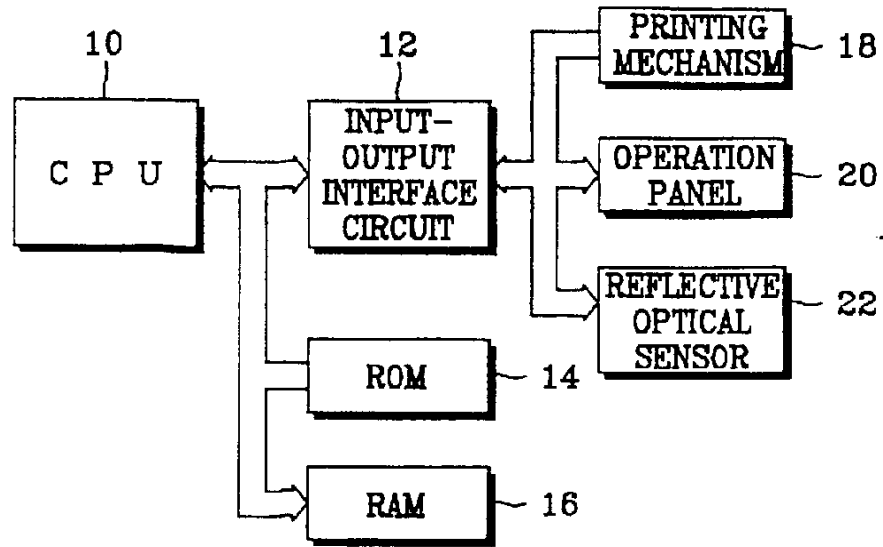 10
CPU
12
INPUT-
OUTPUT
INTERFACE
CIRCUIT
PRINTING
MECHANISM
18
OPERATION
PANEL
20
REFLECTIVE
OPTICAL
SENSOR
22
ROM
14
RAM
16